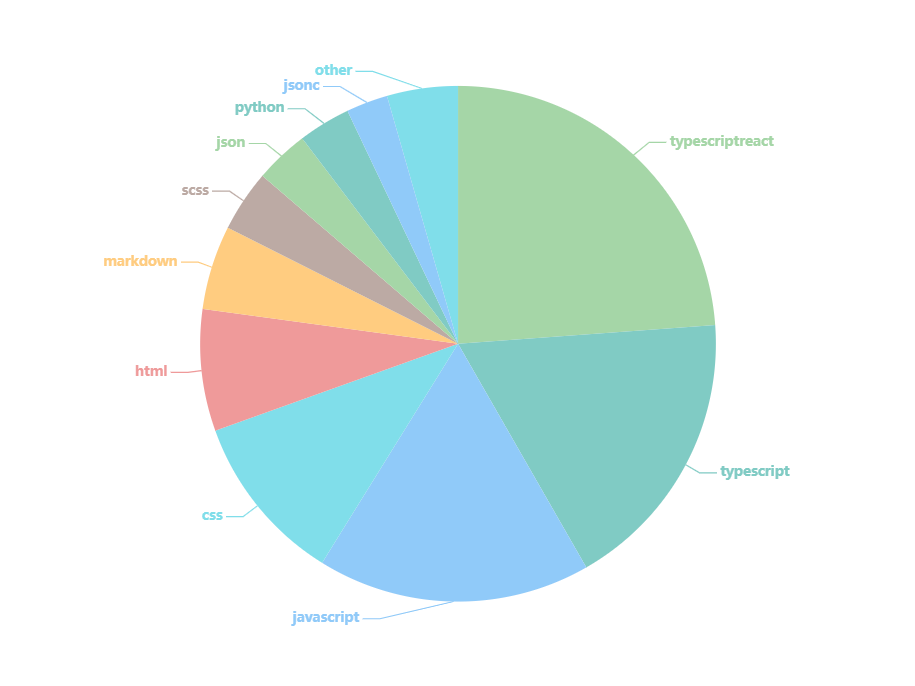 other
jsonc
python
typescriptreact
json
scss
markdown
html
typescript
css
javascript